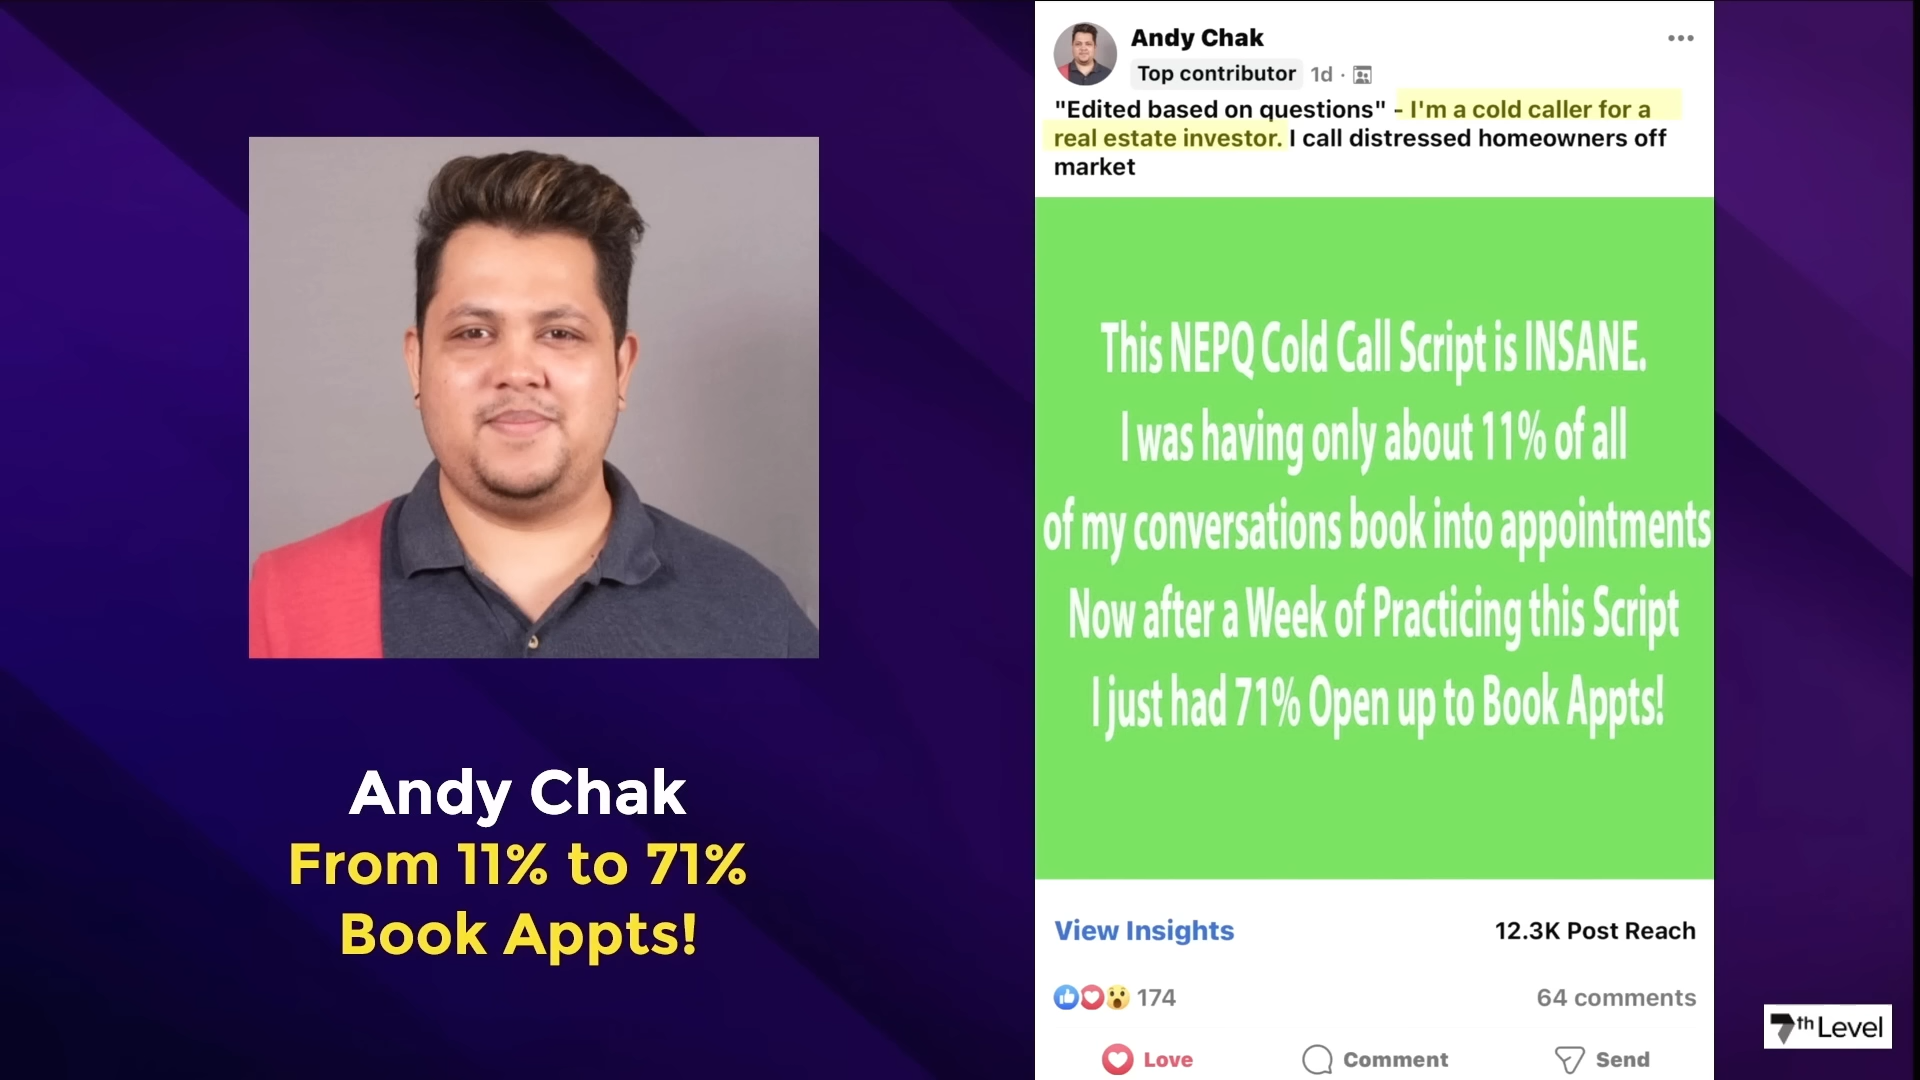 Andy Chak
From 11% to 71%
Book Appts!
Andy Chak
Top contributor 1d ·
"Edited based on questions" - I'm a cold caller for a
real estate investor. I call distressed homeowners off
market
This NEPQ Cold Call Script is INSANE.
I was having only about 11% of all
of my conversations book into appointments
Now after a Week of Practicing this Script
I just had 71% Open up to Book Appts!
View Insights 12.3K Post Reach
174 64 comments
Love Comment Send
7th Level